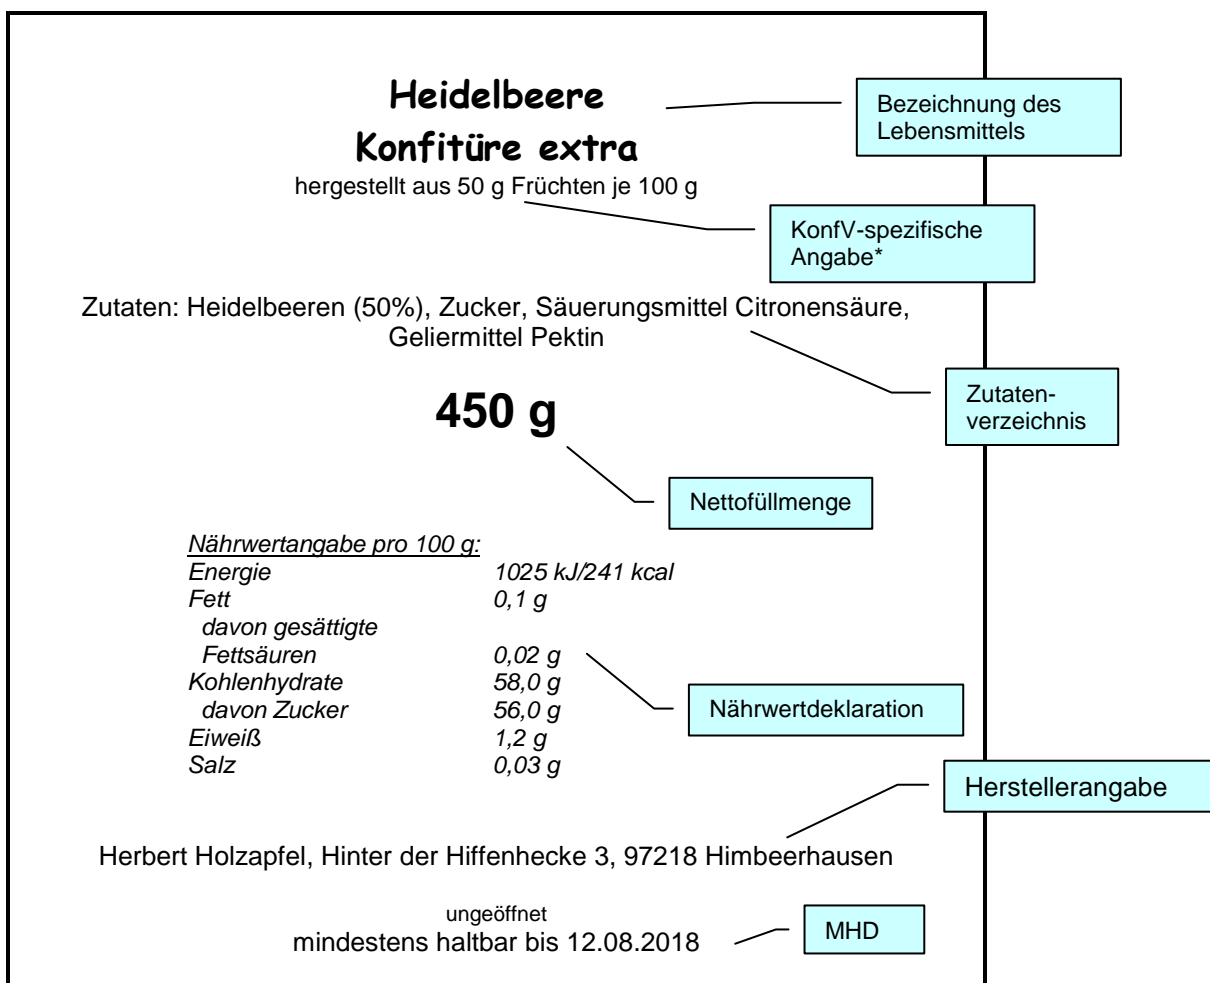 Heidelbeere
Konfitüre extra
hergestellt aus 50 g Früchten je 100 g
Bezeichnung des
Lebensmittels
KonfV-spezifische
Angabe*
Zutaten: Heidelbeeren (50%), Zucker, Säuerungsmittel Citronensäure,
Geliermittel Pektin
Zutaten-
verzeichnis
450 g
Nettofüllmenge
Nährwertangabe pro 100 g:
Energie 1025 kJ/241 kcal
Fett 0,1 g
davon gesättigte
Fettsäuren 0,02 g
Kohlenhydrate 58,0 g
davon Zucker 56,0 g
Eiweiß 1,2 g
Salz 0,03 g
Nährwertdeklaration
Herstellerangabe
Herbert Holzapfel, Hinter der Hiffenhecke 3, 97218 Himbeerhausen
ungeöffnet
mindestens haltbar bis 12.08.2018
MHD